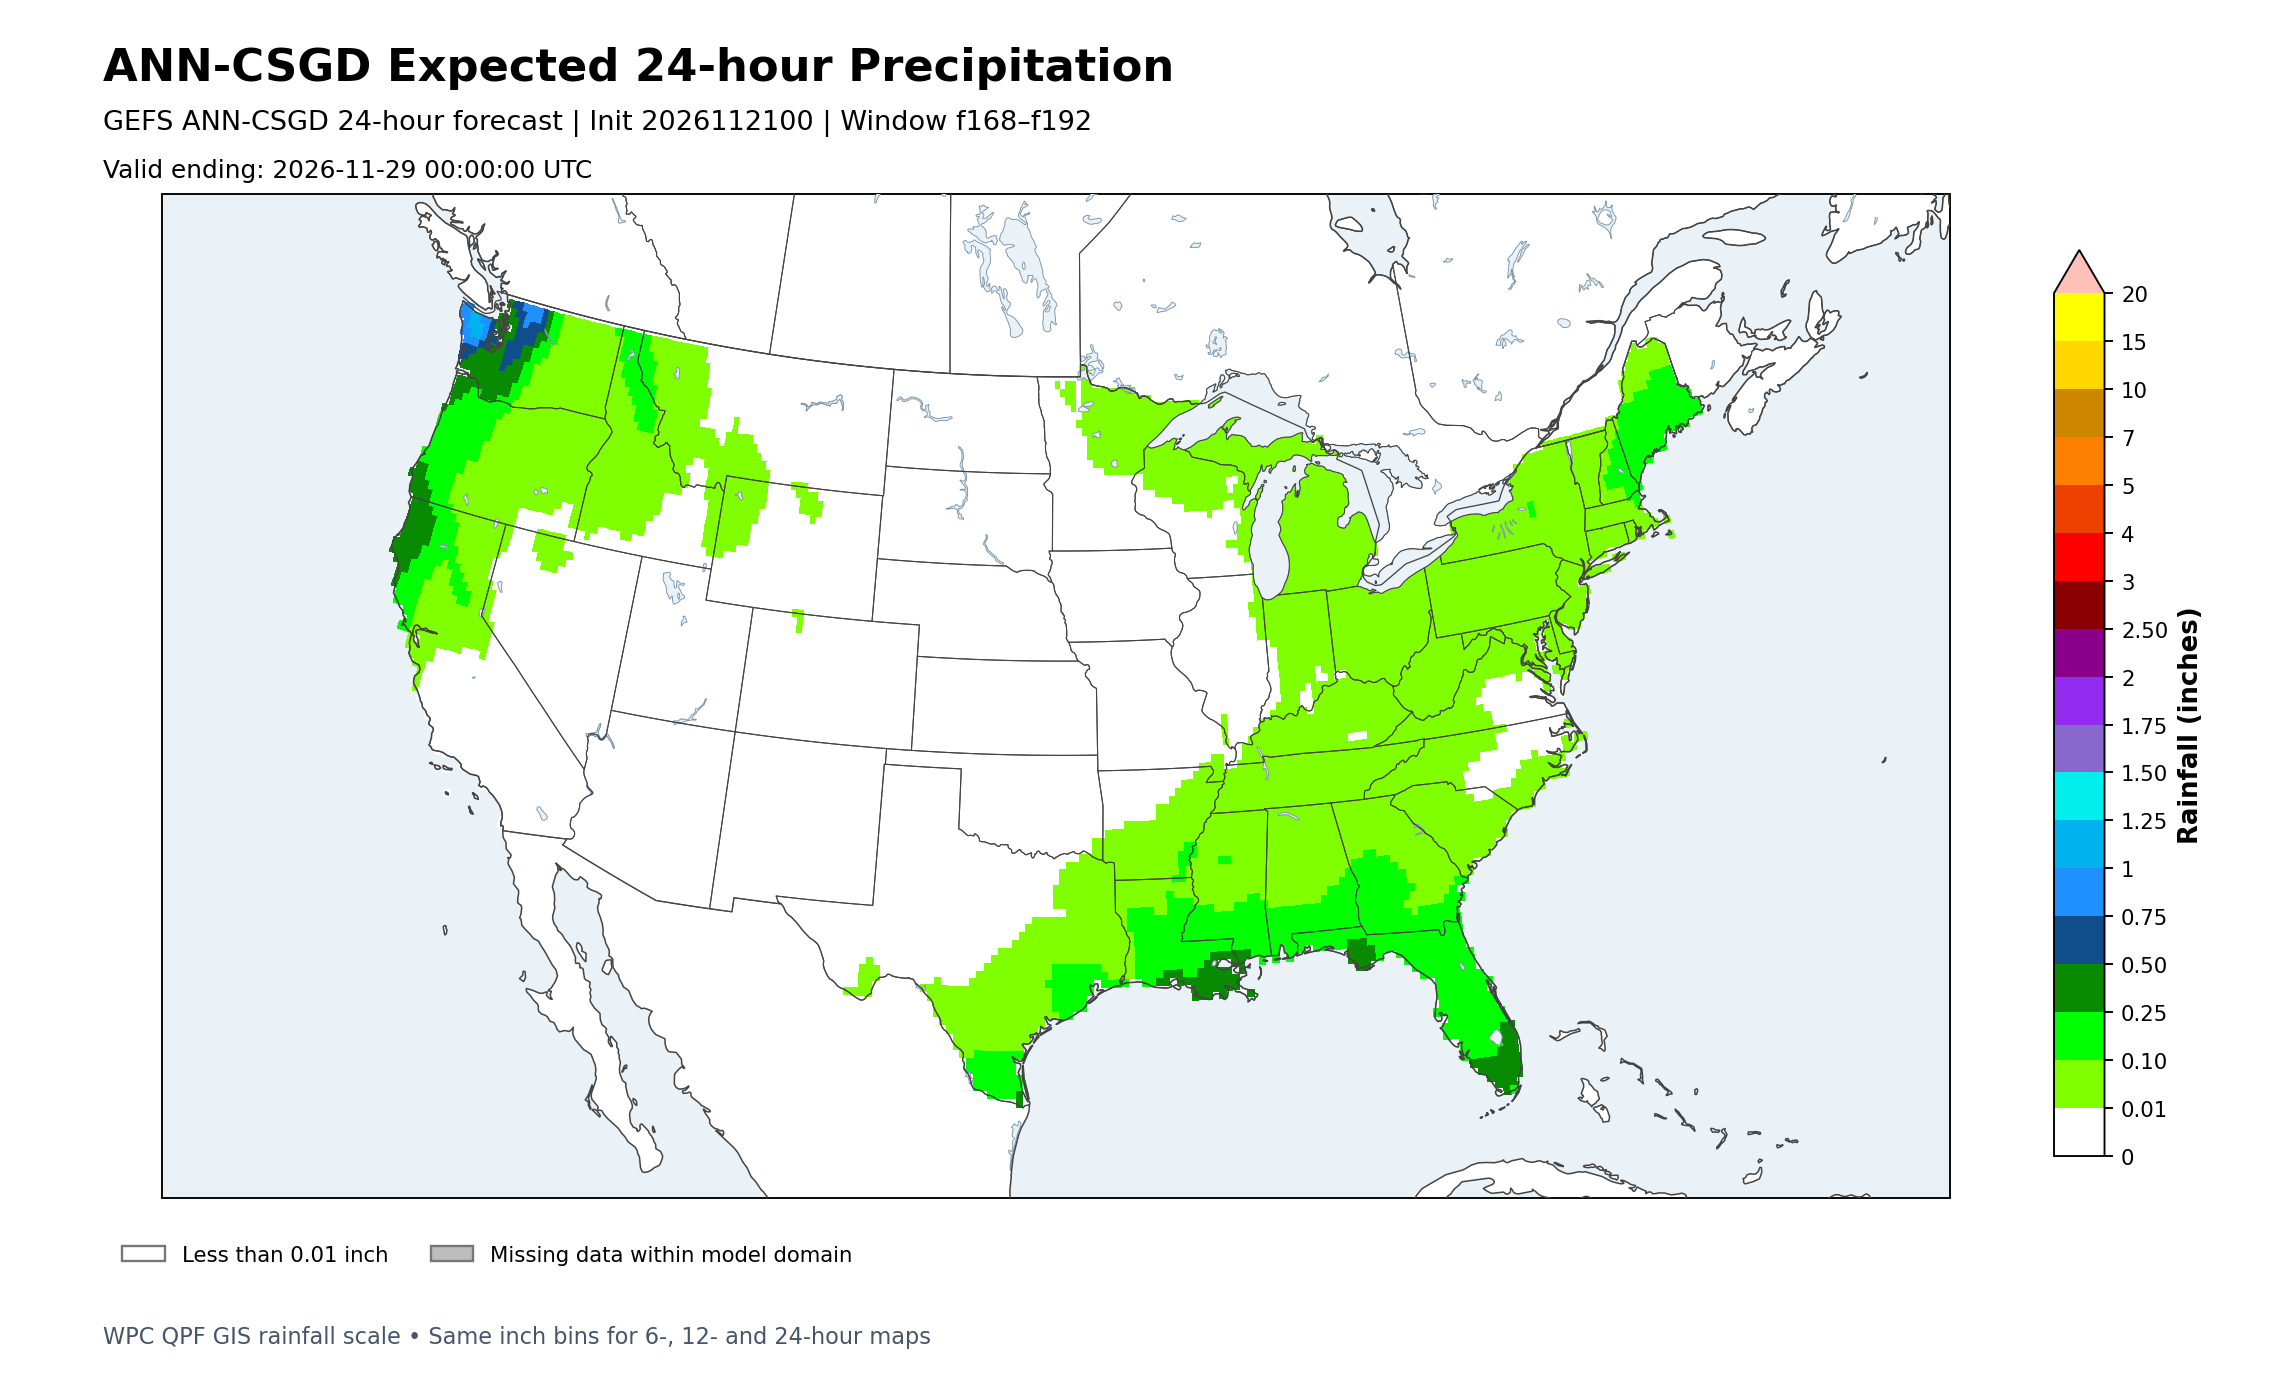 ANN-CSGD Expected 24-hour Precipitation
GEFS ANN-CSGD 24-hour forecast | Init 2026112100 | Window f168–f192
Valid ending: 2026-11-29 00:00:00 UTC
20
15
10
7
5
4
3
2.50
2
1.75
1.50
1.25
1
0.75
0.50
0.25
0.10
0.01
0
Rainfall (inches)
Less than 0.01 inch
Missing data within model domain
WPC QPF GIS rainfall scale • Same inch bins for 6-, 12- and 24-hour maps